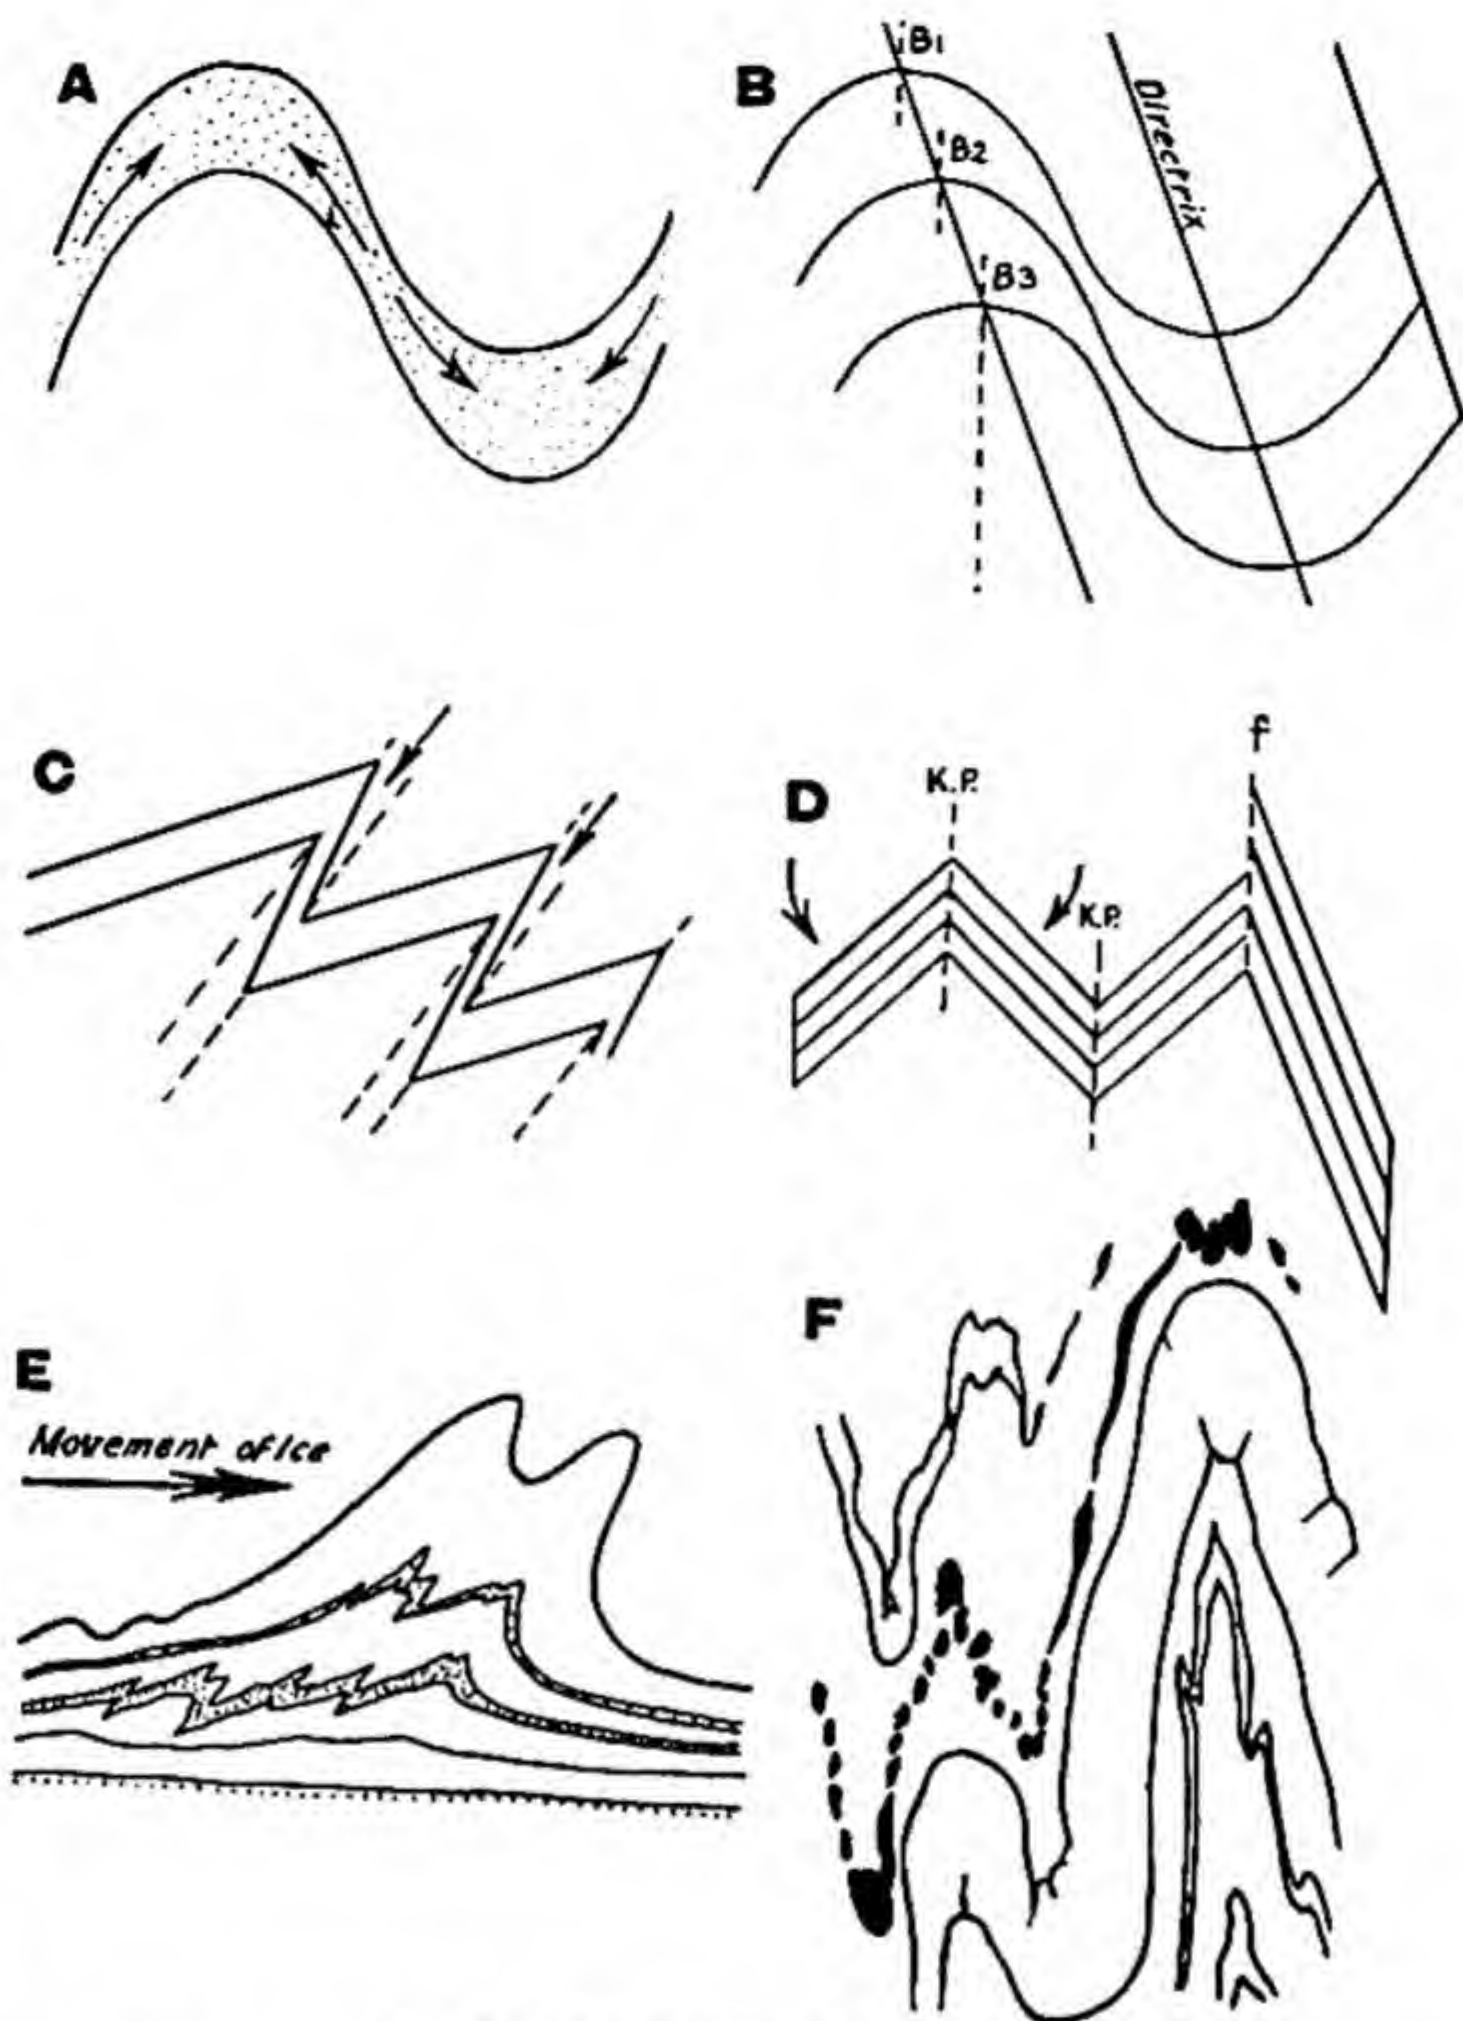 A
B
B1
B2
B3
Directrix
C
D
K.P.
K.P.
f
E
Movement of Ice
F